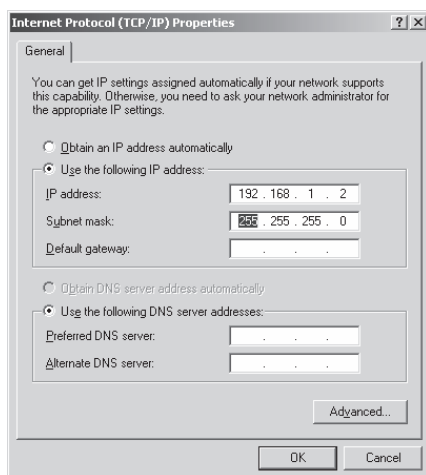 Internet Protocol (TCP/IP) Properties
General
You can get IP settings assigned automatically if your network supports
this capability. Otherwise, you need to ask your network administrator for
the appropriate IP settings.
Obtain an IP address automatically
Use the following IP address:
IP address: 192 . 168 . 1 . 2
Subnet mask: 255 . 255 . 255 . 0
Default gateway: . . .
Obtain DNS server address automatically
Use the following DNS server addresses:
Preferred DNS server: . . .
Alternate DNS server: . . .
Advanced...
OK Cancel